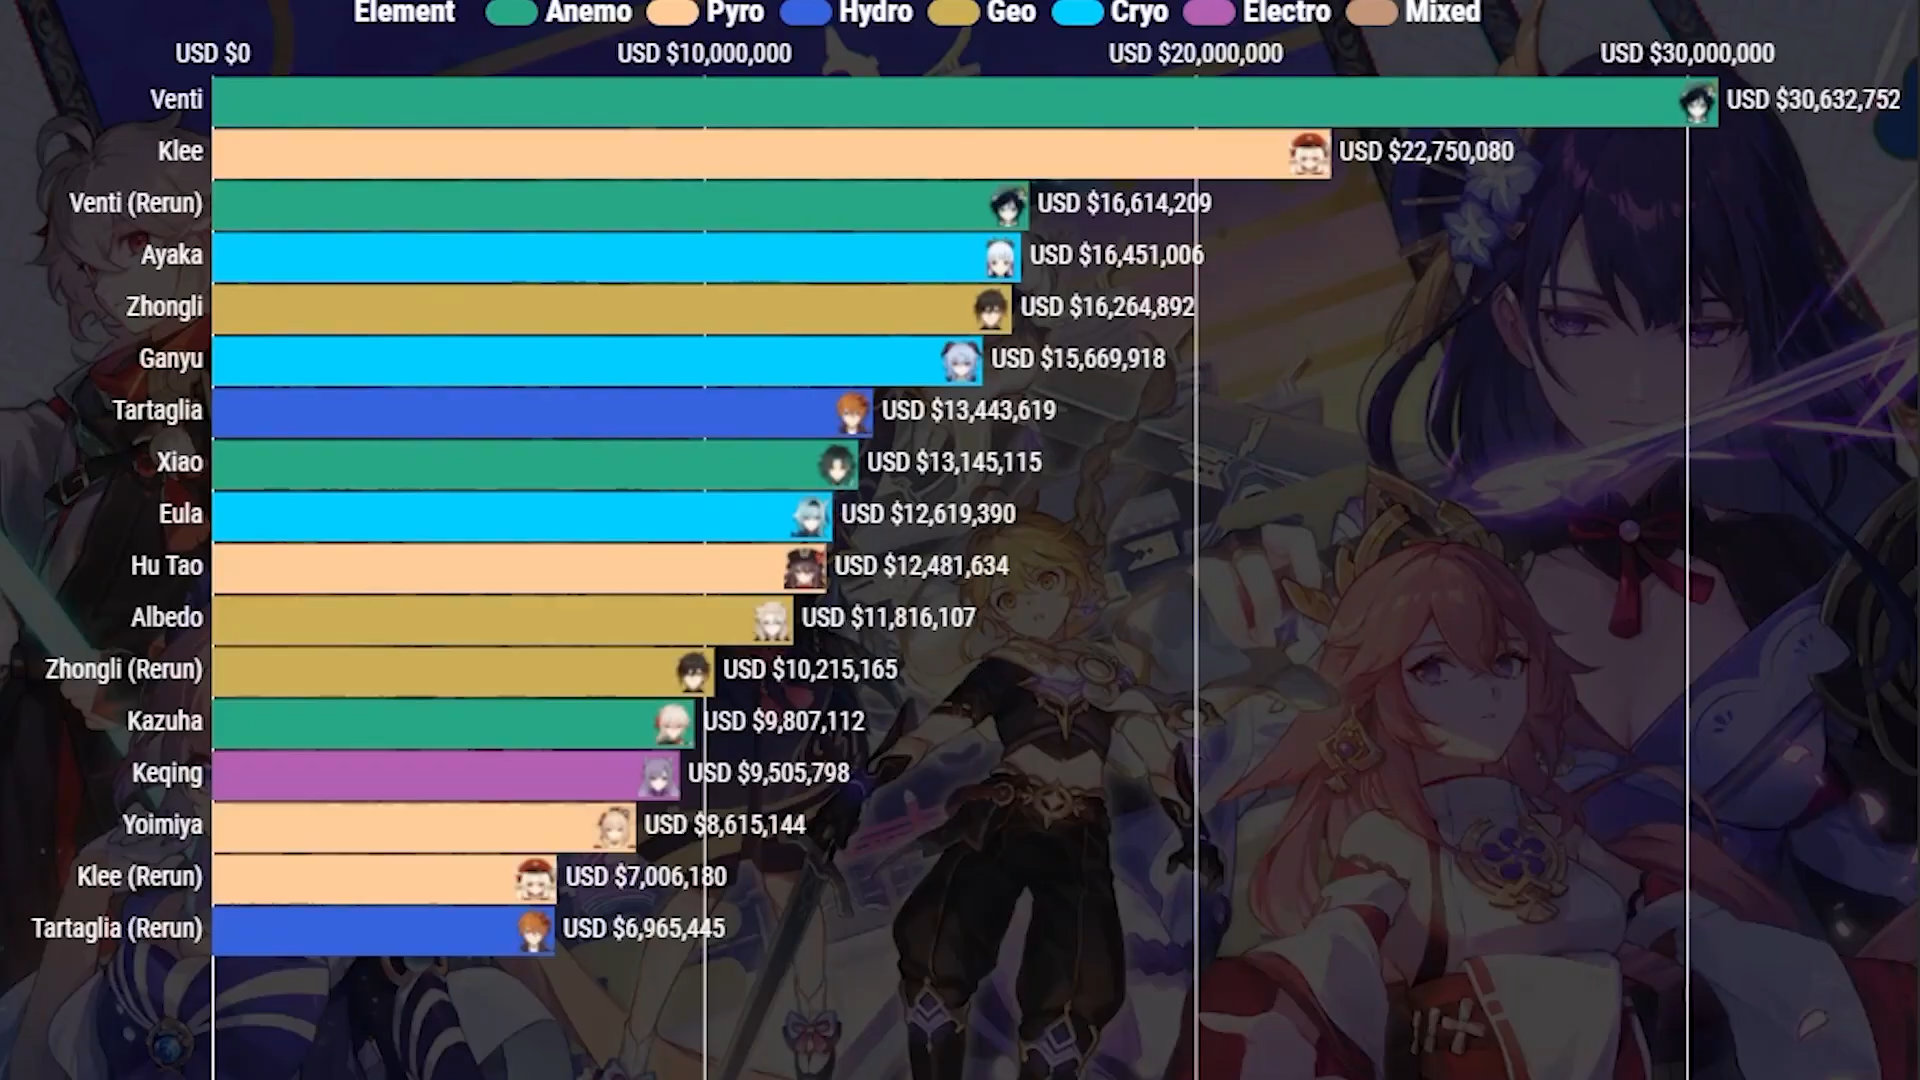 Element Anemo Pyro Hydro Geo Cryo Electro Mixed
USD $0 USD $10,000,000 USD $20,000,000 USD $30,000,000
Venti USD $30,632,752
Klee USD $22,750,080
Venti (Rerun) USD $16,614,209
Ayaka USD $16,451,006
Zhongli USD $16,264,892
Ganyu USD $15,669,918
Tartaglia USD $13,443,619
Xiao USD $13,145,115
Eula USD $12,619,390
Hu Tao USD $12,481,634
Albedo USD $11,816,107
Zhongli (Rerun) USD $10,215,165
Kazuha USD $9,807,112
Keqing USD $9,505,798
Yoimiya USD $8,615,144
Klee (Rerun) USD $7,006,180
Tartaglia (Rerun) USD $6,965,445